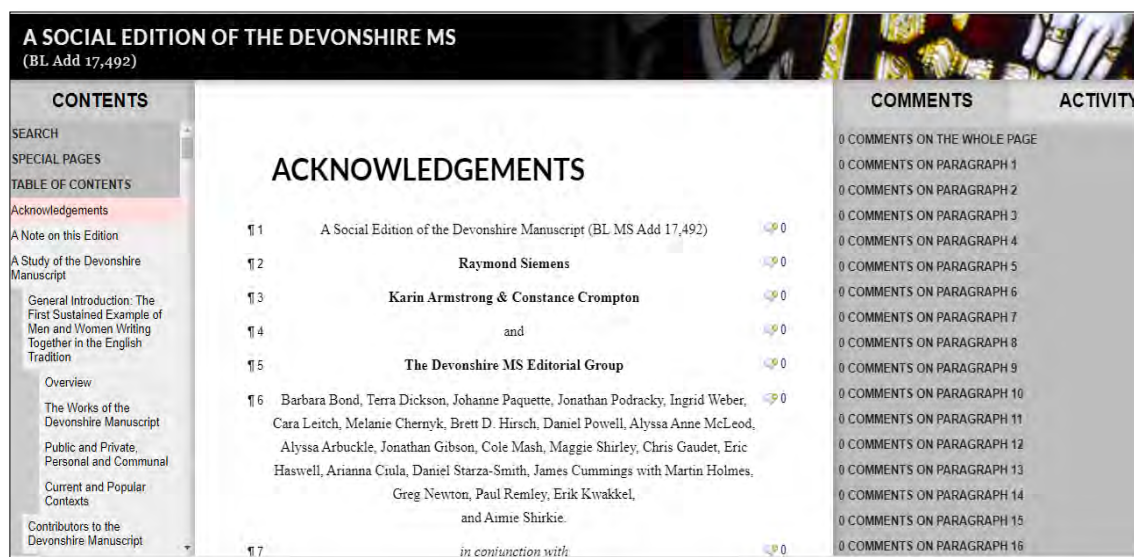 A SOCIAL EDITION OF THE DEVONSHIRE MS
(BL Add 17,492)
CONTENTS
SEARCH
SPECIAL PAGES
TABLE OF CONTENTS
Acknowledgements
A Note on this Edition
A Study of the Devonshire
Manuscript
General Introduction: The
First Sustained Example of
Men and Women Writing
Together in the English
Tradition
Overview
The Works of the
Devonshire Manuscript
Public and Private,
Personal and Communal
Current and Popular
Contexts
Contributors to the
Devonshire Manuscript
ACKNOWLEDGEMENTS
¶ 1 A Social Edition of the Devonshire Manuscript (BL MS Add 17,492) 0
¶ 2 Raymond Siemens 0
¶ 3 Karin Armstrong & Constance Crompton 0
¶ 4 and 0
¶ 5 The Devonshire MS Editorial Group 0
¶ 6 Barbara Bond, Terra Dickson, Johanne Paquette, Jonathan Podracky, Ingrid Weber, 0
Cara Leitch, Melanie Chernyk, Brett D. Hirsch, Daniel Powell, Alyssa Anne McLeod,
Alyssa Arbuckle, Jonathan Gibson, Cole Mash, Maggie Shirley, Chris Gaudet, Eric
Haswell, Arianna Ciula, Daniel Starza-Smith, James Cummings with Martin Holmes,
Greg Newton, Paul Remley, Erik Kwakkel,
and Aimie Shirkie.
¶ 7 in conjunction with 0
COMMENTS ACTIVITY
0 COMMENTS ON THE WHOLE PAGE
0 COMMENTS ON PARAGRAPH 1
0 COMMENTS ON PARAGRAPH 2
0 COMMENTS ON PARAGRAPH 3
0 COMMENTS ON PARAGRAPH 4
0 COMMENTS ON PARAGRAPH 5
0 COMMENTS ON PARAGRAPH 6
0 COMMENTS ON PARAGRAPH 7
0 COMMENTS ON PARAGRAPH 8
0 COMMENTS ON PARAGRAPH 9
0 COMMENTS ON PARAGRAPH 10
0 COMMENTS ON PARAGRAPH 11
0 COMMENTS ON PARAGRAPH 12
0 COMMENTS ON PARAGRAPH 13
0 COMMENTS ON PARAGRAPH 14
0 COMMENTS ON PARAGRAPH 15
0 COMMENTS ON PARAGRAPH 16